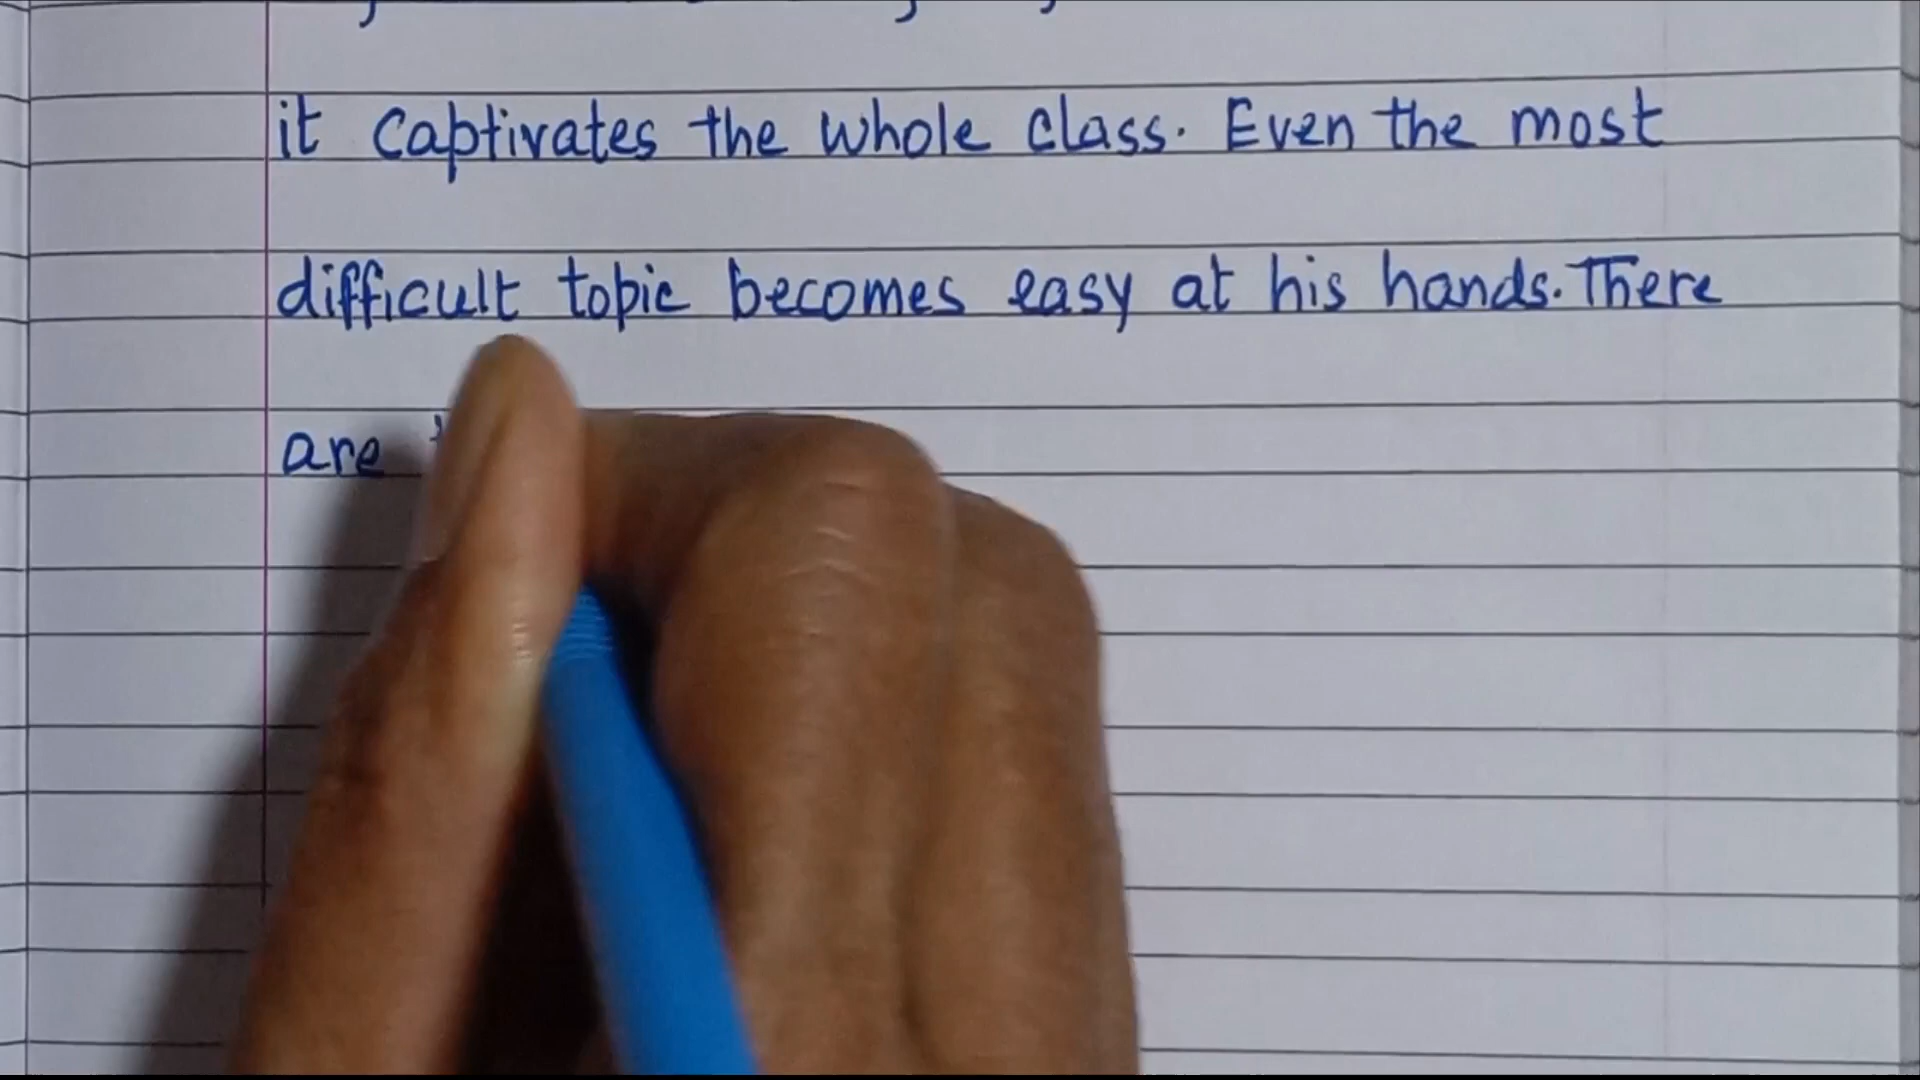 it captivates the whole class. Even the most
difficult topic becomes easy at his hands. There
are